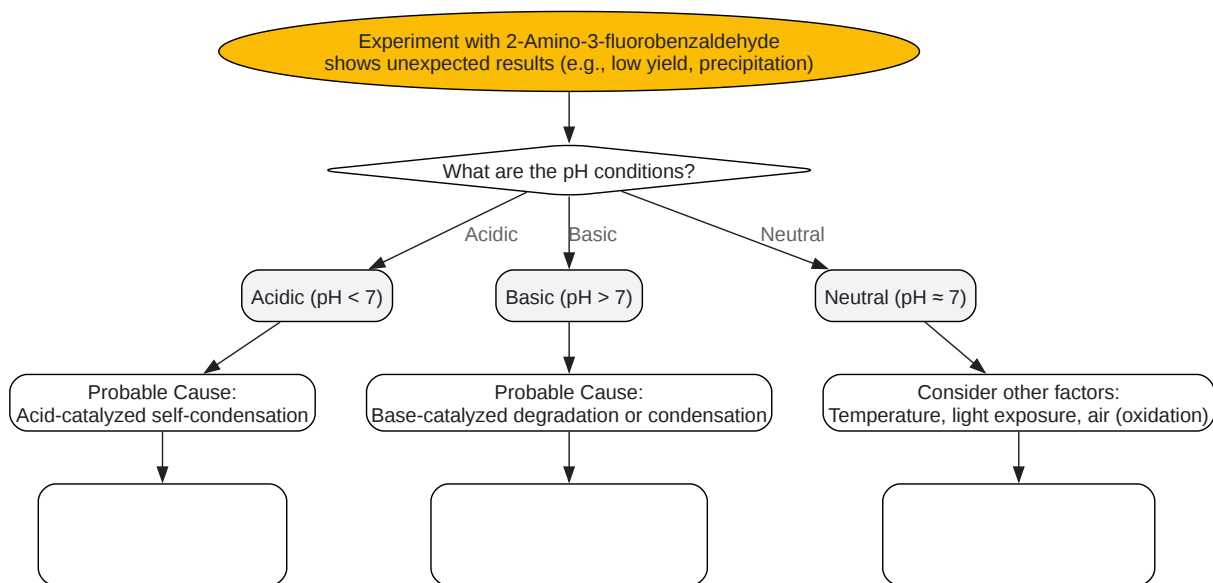 Experiment with 2-Amino-3-fluorobenzaldehyde
shows unexpected results (e.g., low yield, precipitation)
What are the pH conditions?
Acidic
Basic
Neutral
Acidic (pH < 7)
Basic (pH > 7)
Neutral (pH ≈ 7)
Probable Cause:
Acid-catalyzed self-condensation
Probable Cause:
Base-catalyzed degradation or condensation
Consider other factors:
Temperature, light exposure, air (oxidation)